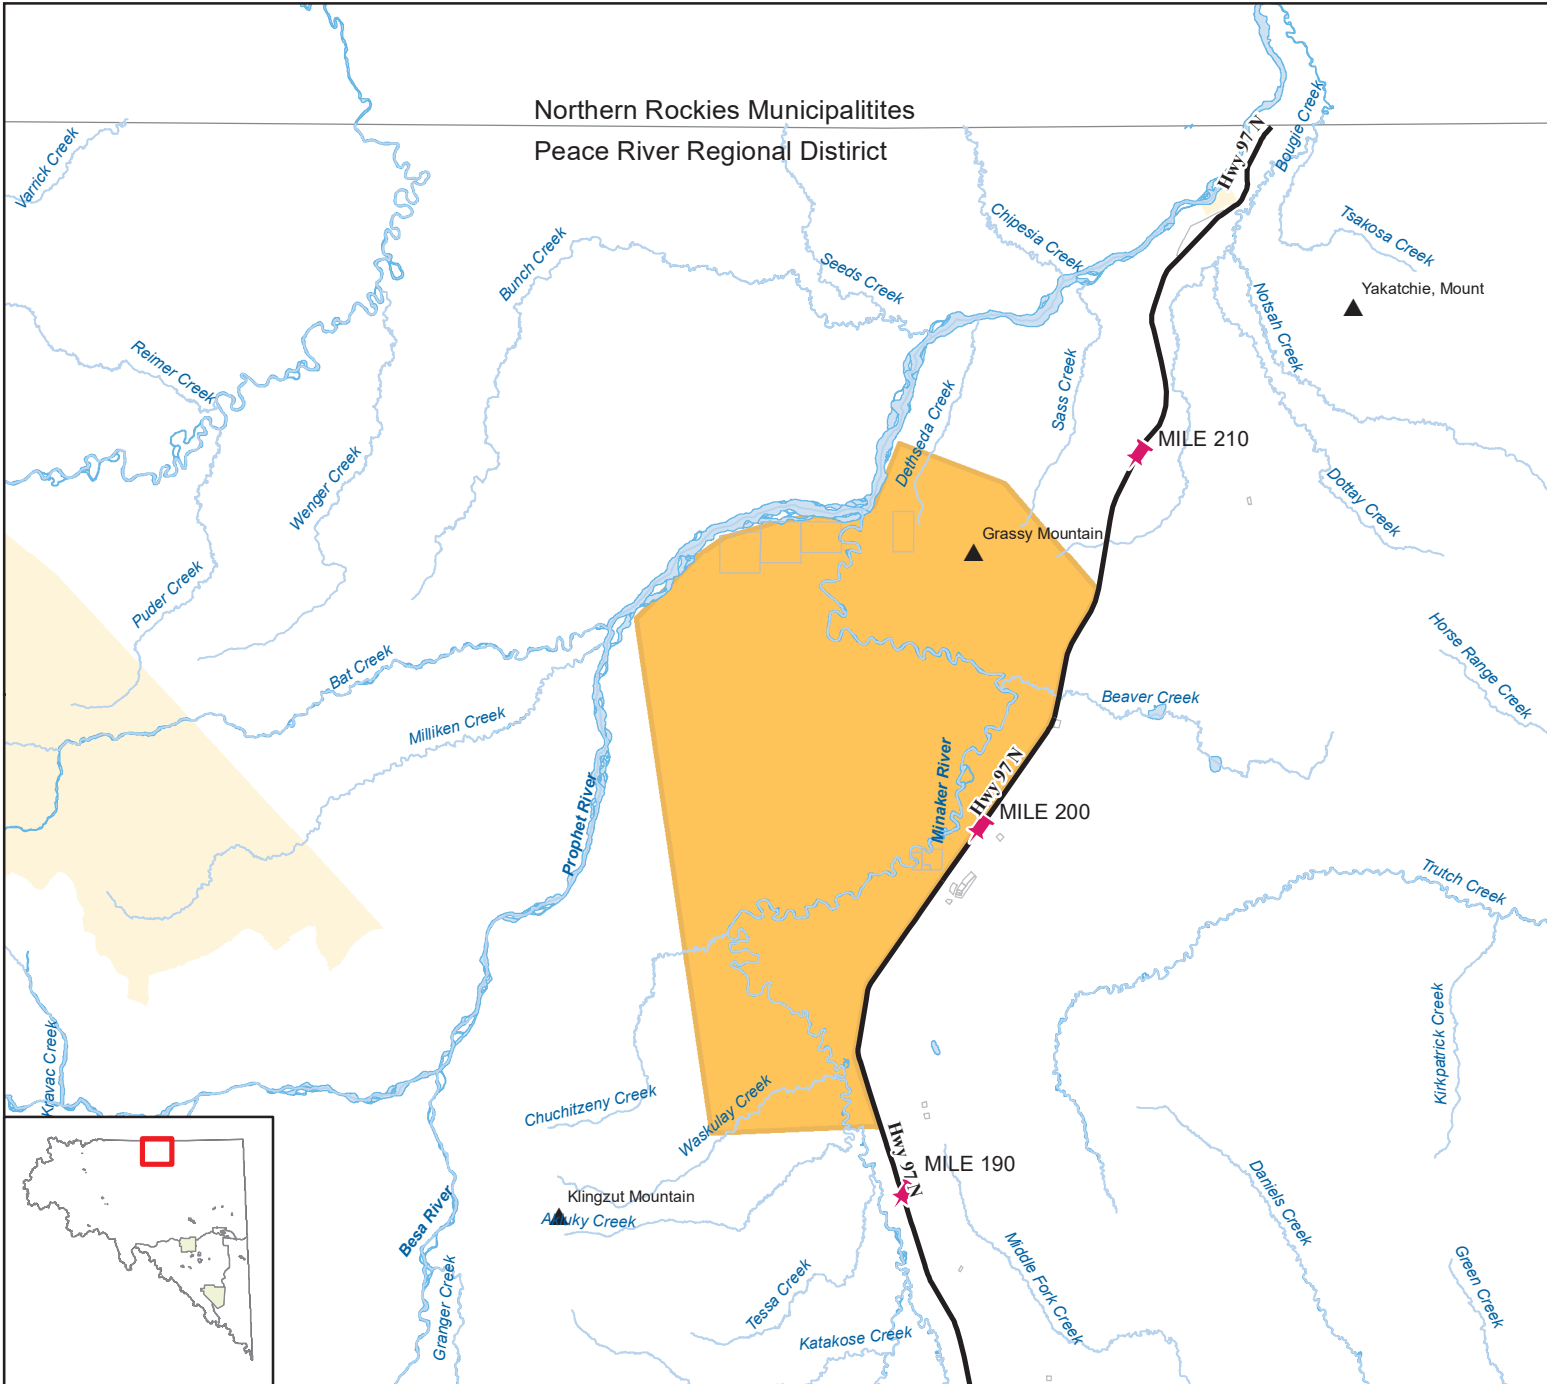 Northern Rockies Municipalitites
Peace River Regional Distirict
Varrick Creek
Hwy 97 N
Bougie Creek
Tsakosa Creek
Chipesia Creek
Bunch Creek
Seeds Creek
Yakatchie, Mount
Notsah Creek
Reimer Creek
Sass Creek
Dethseda Creek
MILE 210
Wenger Creek
Dottay Creek
Grassy Mountain
Puder Creek
Horse Range Creek
Bat Creek
Beaver Creek
Milliken Creek
Minaker River
Hwy 97 N
Prophet River
MILE 200
Trutch Creek
Kirkpatrick Creek
Kravac Creek
Chuchitzeny Creek
Waskulay Creek
Hwy 97 N
MILE 190
Klingzut Mountain
Akluky Creek
Daniels Creek
Besa River
Middle Fork Creek
Green Creek
Granger Creek
Tessa Creek
Katakose Creek